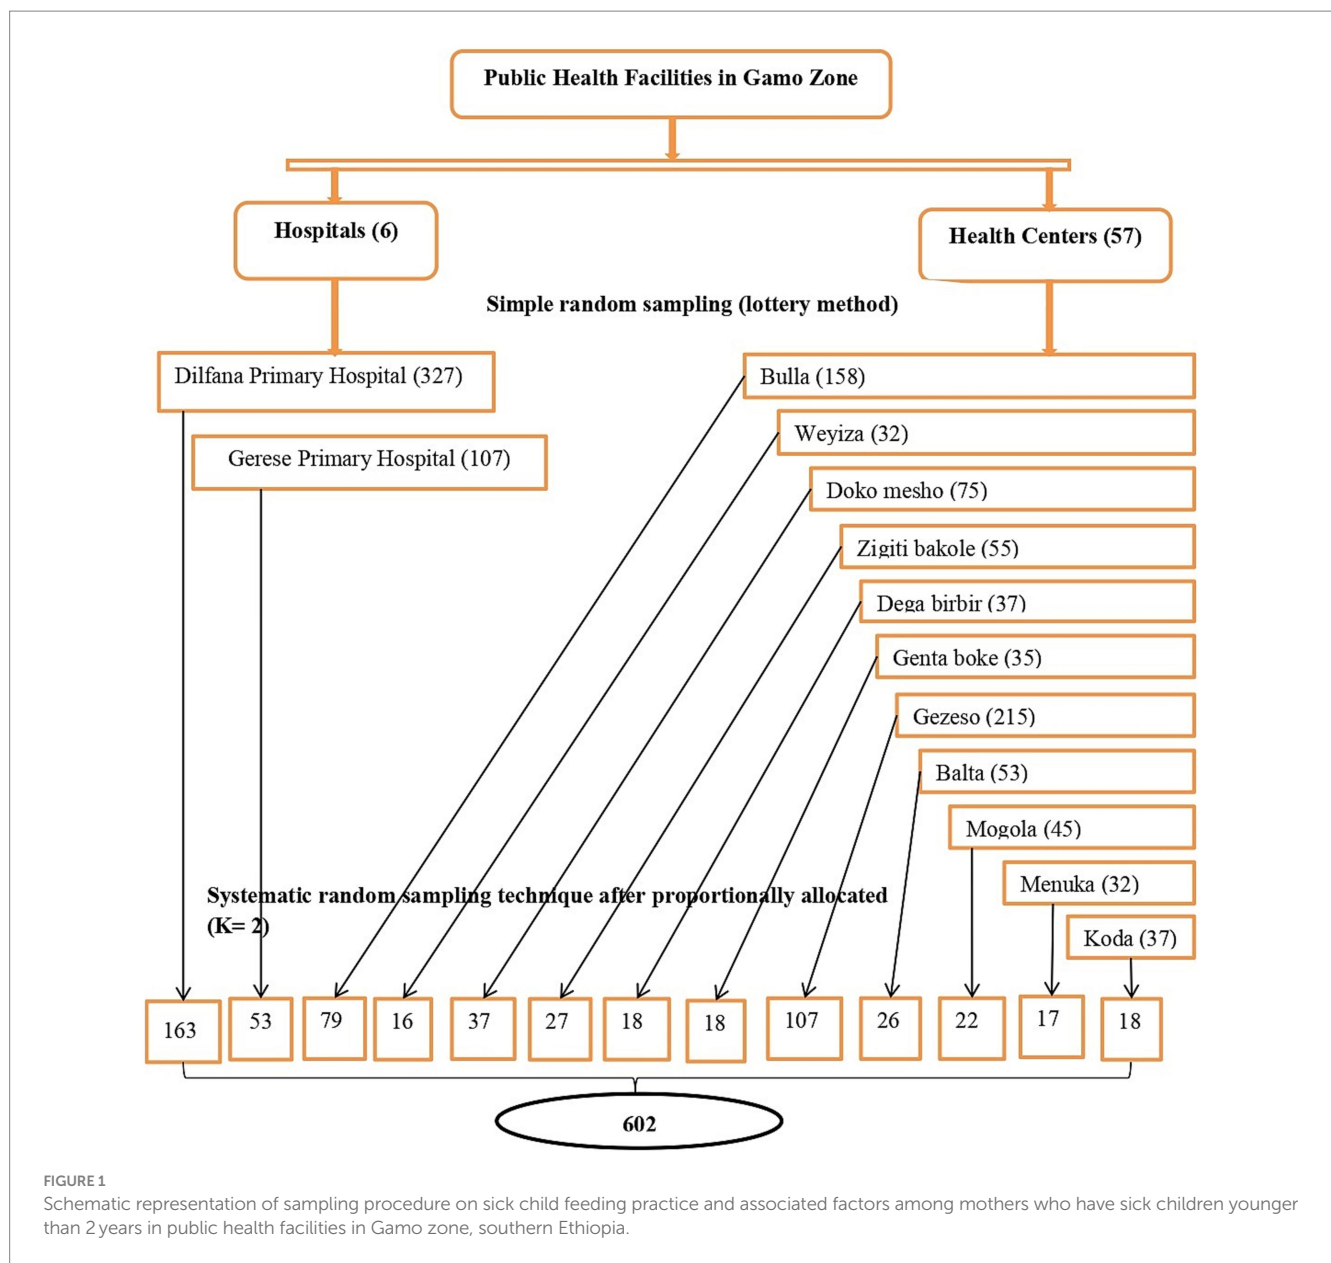 Public Health Facilities in Gamo Zone
Hospitals (6)
Health Centers (57)
Simple random sampling (lottery method)
Dilfana Primary Hospital (327)
Gerese Primary Hospital (107)
Bulla (158)
Weyiza (32)
Doko mesho (75)
Zigiti bakole (55)
Dega birbir (37)
Genta boke (35)
Gezeso (215)
Balta (53)
Mogola (45)
Menuka (32)
Koda (37)
Systematic random sampling technique after proportionally allocated
(K= 2)
163 53 79 16 37 27 18 18 107 26 22 17 18
602
FIGURE 1
Schematic representation of sampling procedure on sick child feeding practice and associated factors among mothers who have sick children younger
than 2 years in public health facilities in Gamo zone, southern Ethiopia.